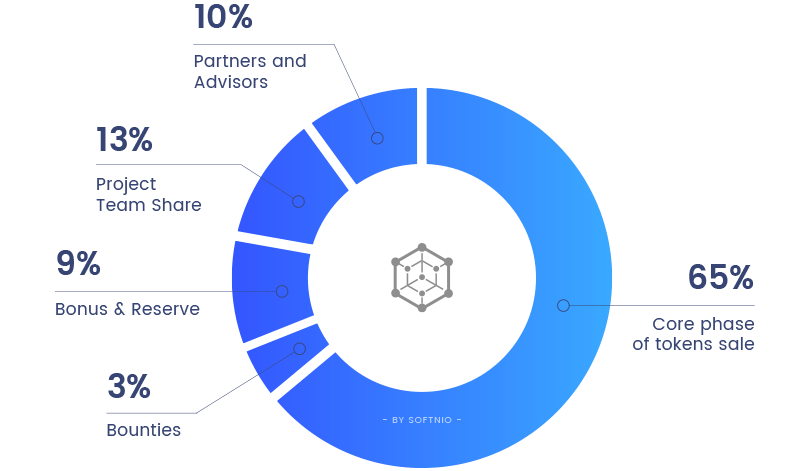 10%
Partners and
Advisors
13%
Project
Team Share
9%
Bonus & Reserve
3%
Bounties
65%
Core phase
of tokens sale
- BY SOFTNIO -